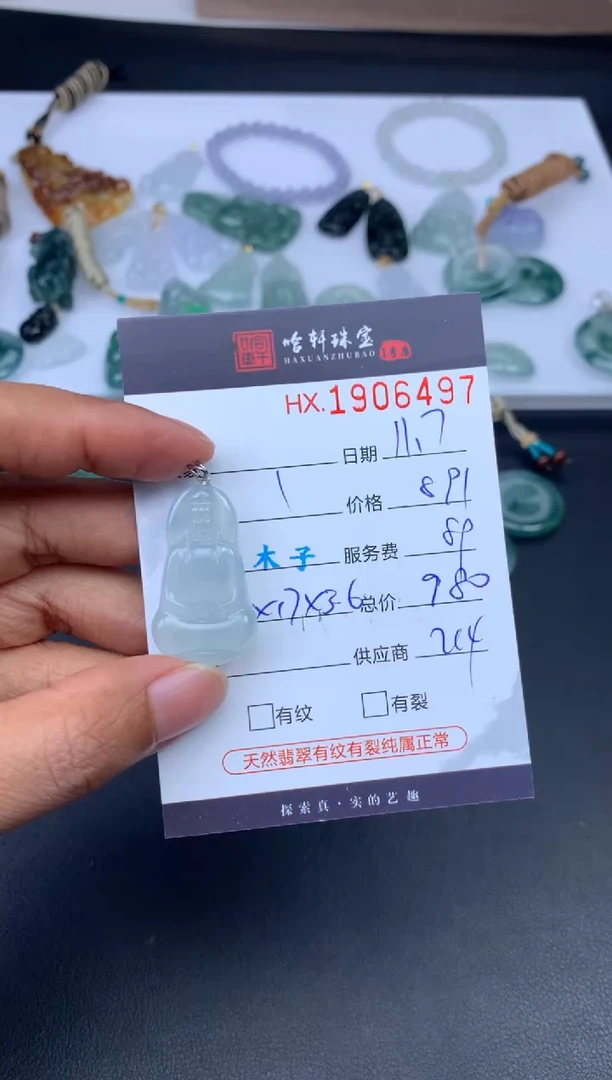 哈轩珠宝
HAXUANZHUBAO
HX.1906497
日期 11.7
1 价格 891
木子 服务费 89
×17×3.6 总价 980
供应商 204
□有纹 □有裂
天然翡翠有纹有裂纯属正常
探索真·实的艺趣